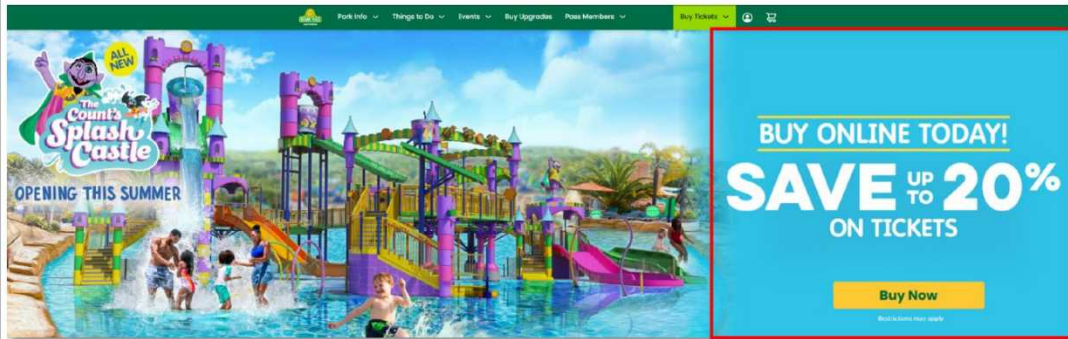 Park Info
Things to Do
Events
Buy Upgrades
Pass Members
Buy Tickets
ALL
NEW
The
Count's
Splash
Castle
OPENING THIS SUMMER
BUY ONLINE TODAY!
SAVE UP TO 20%
ON TICKETS
Buy Now
Restrictions may apply